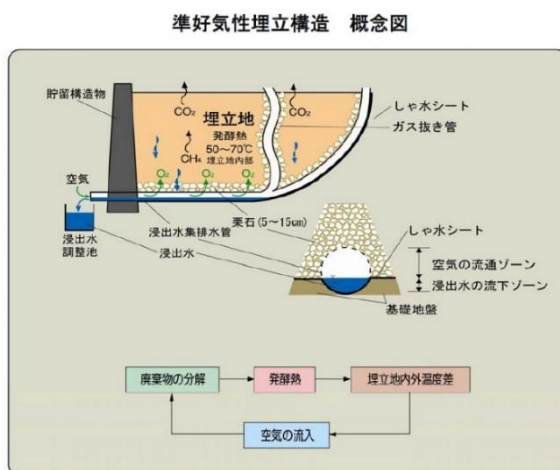 準好気性埋立構造　概念図
貯留構造物
CO₂
CO₂
しゃ水シート
ガス抜き管
埋立地
発酵熱
50～70℃
埋立地内部
CH₄
O₂
O₂
O₂
空気
栗石(5～15㎝)
浸出水集排水管
浸出水
浸出水
調整池
しゃ水シート
空気の流通ゾーン
浸出水の流下ゾーン
基礎地盤
廃棄物の分解
発酵熱
埋立地内外温度差
空気の流入